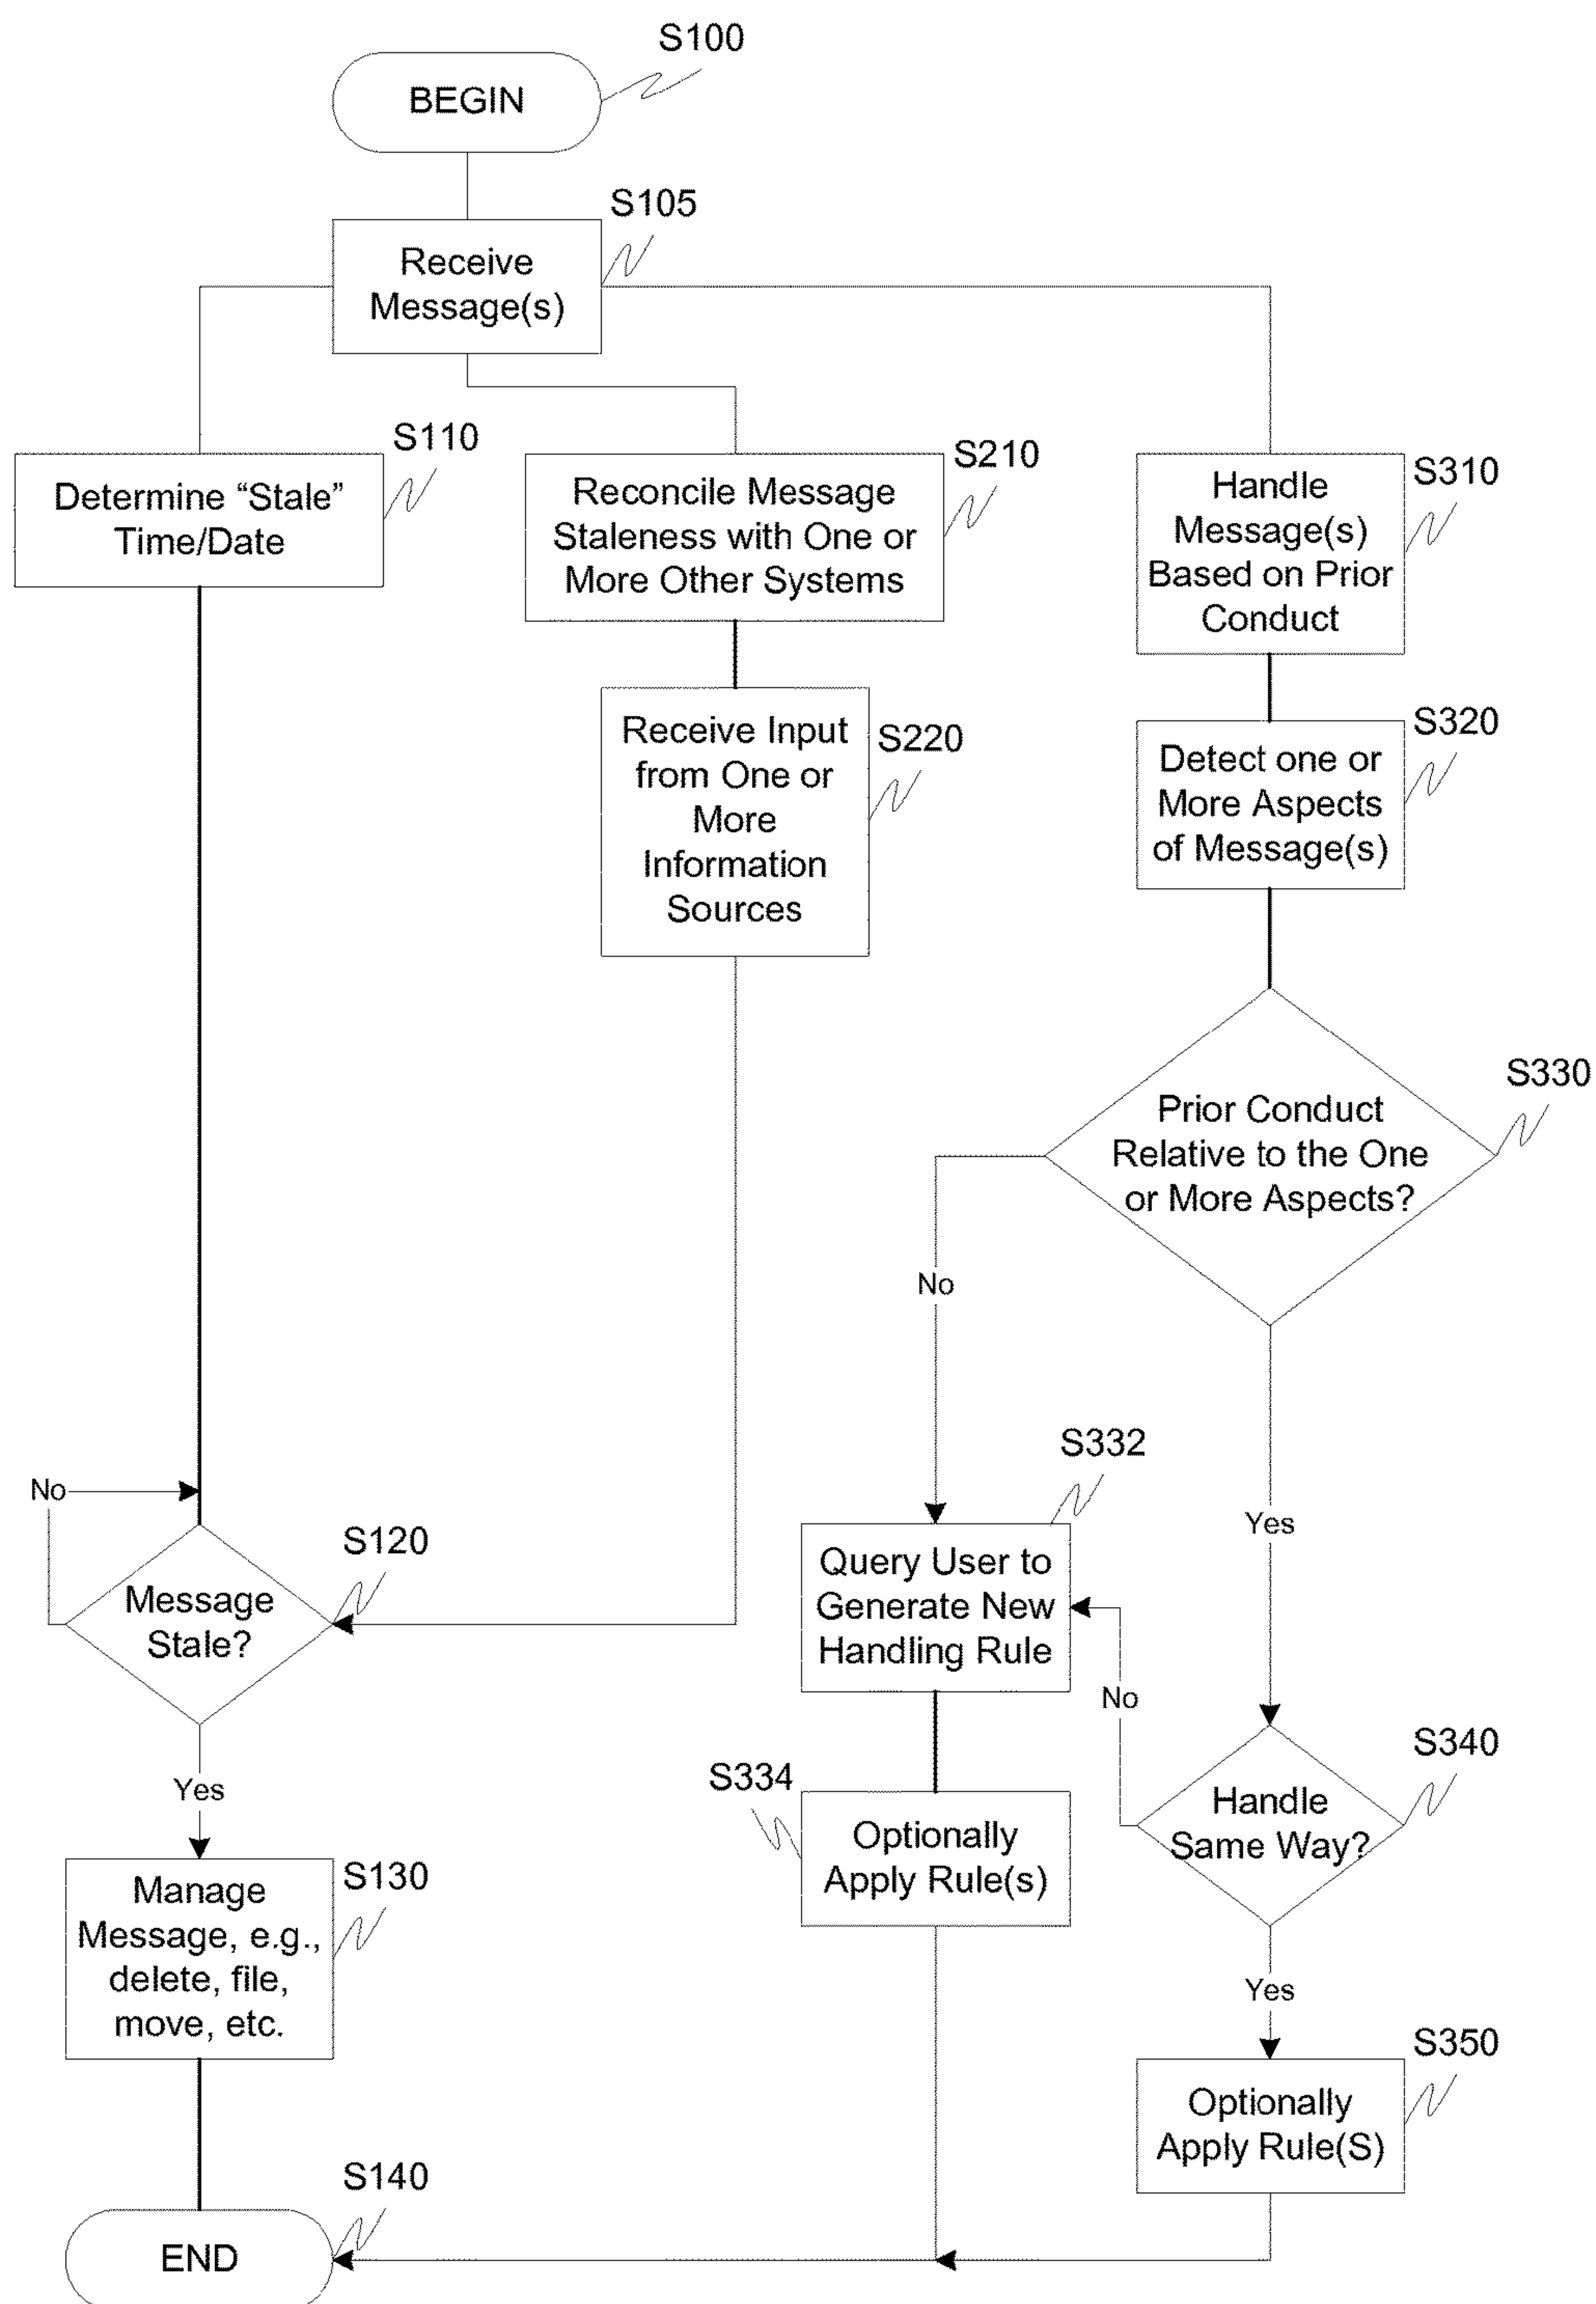 S100
BEGIN
S105
Receive
Message(s)
S110
Determine “Stale”
Time/Date
S210
Reconcile Message
Staleness with One or
More Other Systems
S310
Handle
Message(s)
Based on Prior
Conduct
S220
Receive Input
from One or
More
Information
Sources
S320
Detect one or
More Aspects
of Message(s)
S330
Prior Conduct
Relative to the One
or More Aspects?
No
Yes
S332
Query User to
Generate New
Handling Rule
No
S120
Message
Stale?
Yes
S130
Manage
Message, e.g.,
delete, file,
move, etc.
S334
Optionally
Apply Rule(s)
No
S340
Handle
Same Way?
Yes
S350
Optionally
Apply Rule(S)
S140
END